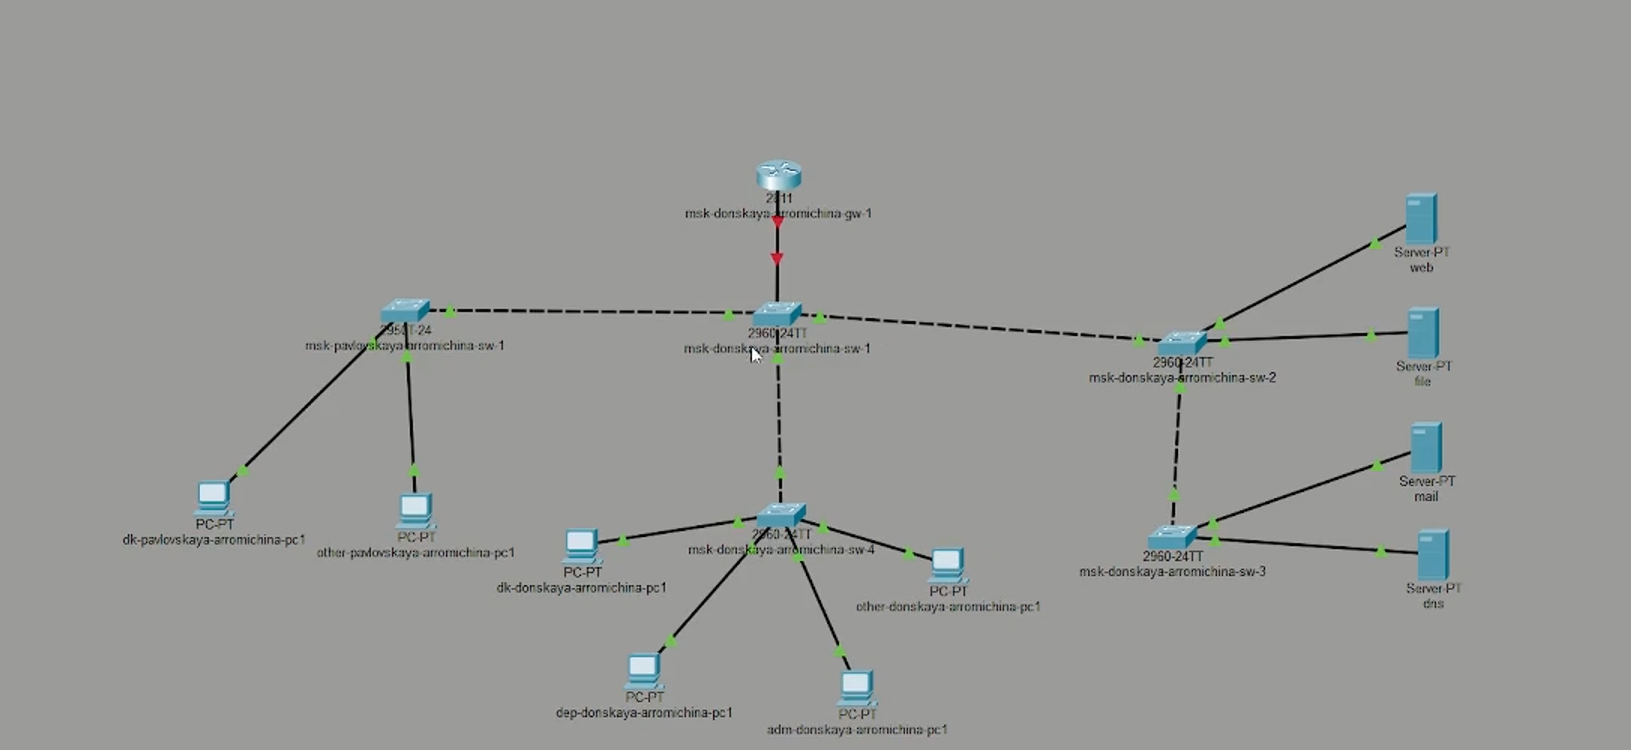 2811
msk-donskaya-arromichina-gw-1
Server-PT
web
2950T-24
msk-pavlovskaya-arromichina-sw-1
2960-24TT
msk-donskaya-arromichina-sw-1
2960-24TT
msk-donskaya-arromichina-sw-2
Server-PT
file
Server-PT
mail
PC-PT
dk-pavlovskaya-arromichina-pc1
PC-PT
other-pavlovskaya-arromichina-pc1
2960-24TT
msk-donskaya-arromichina-sw-4
2960-24TT
msk-donskaya-arromichina-sw-3
PC-PT
dk-donskaya-arromichina-pc1
PC-PT
other-donskaya-arromichina-pc1
Server-PT
dns
PC-PT
dep-donskaya-arromichina-pc1
PC-PT
adm-donskaya-arromichina-pc1